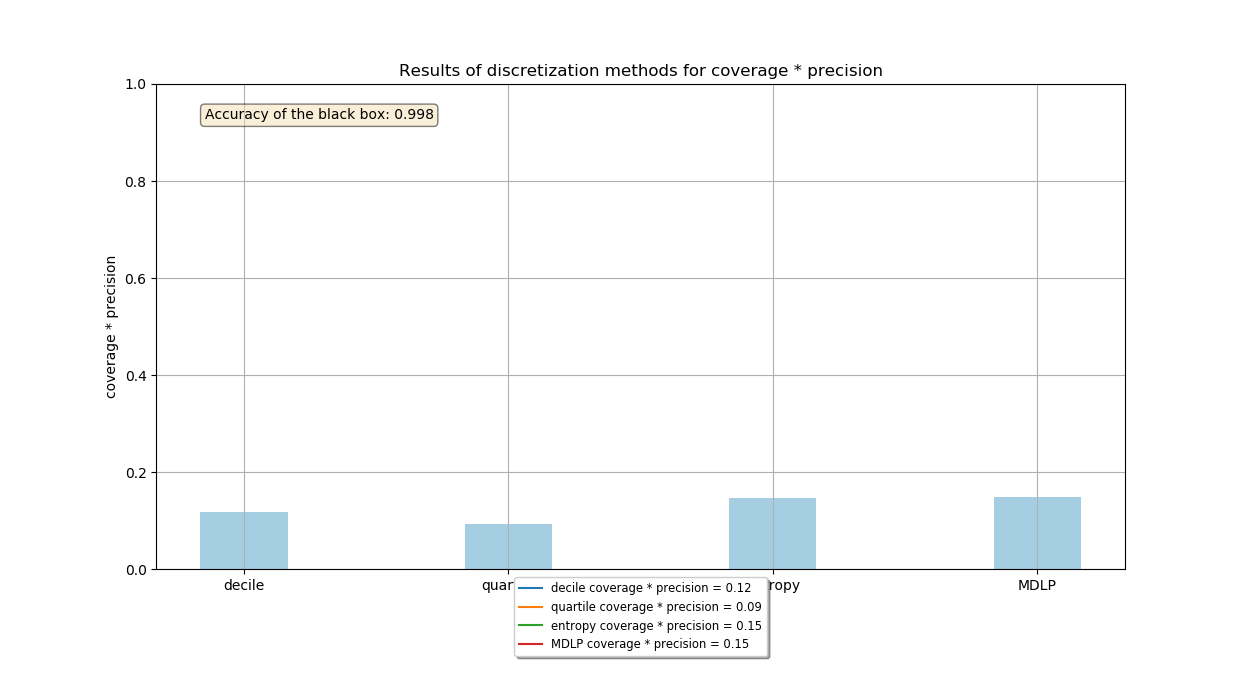 Results of discretization methods for coverage * precision
1.0
Accuracy of the black box: 0.998
0.8
0.6
coverage * precision
0.4
0.2
0.0
decile quar ropy MDLP
decile coverage * precision = 0.12
quartile coverage * precision = 0.09
entropy coverage * precision = 0.15
MDLP coverage * precision = 0.15